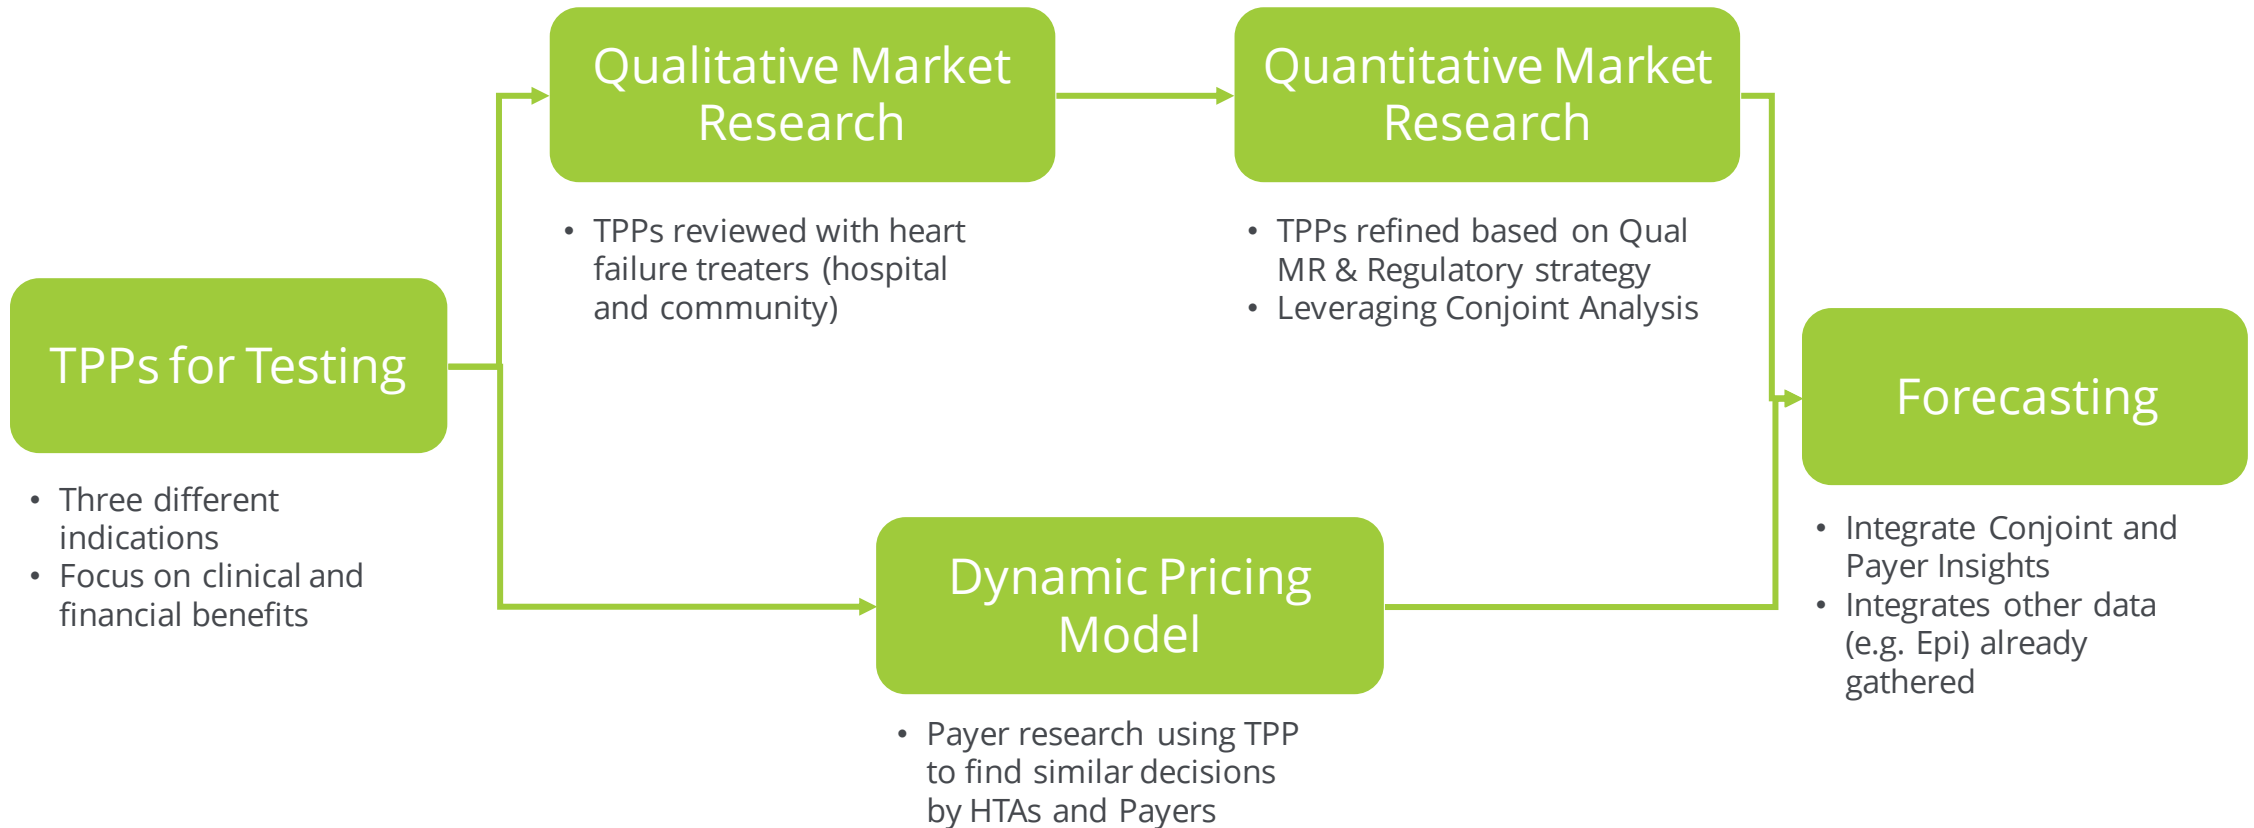 Qualitative Market
Research
• TPPs reviewed with heart
failure treaters (hospital
and community)
Quantitative Market
Research
• TPPs refined based on Qual
MR & Regulatory strategy
• Leveraging Conjoint Analysis
TPPs for Testing
• Three different
indications
• Focus on clinical and
financial benefits
Dynamic Pricing
Model
• Payer research using TPP
to find similar decisions
by HTAs and Payers
Forecasting
• Integrate Conjoint and
Payer Insights
• Integrates other data
(e.g. Epi) already
gathered